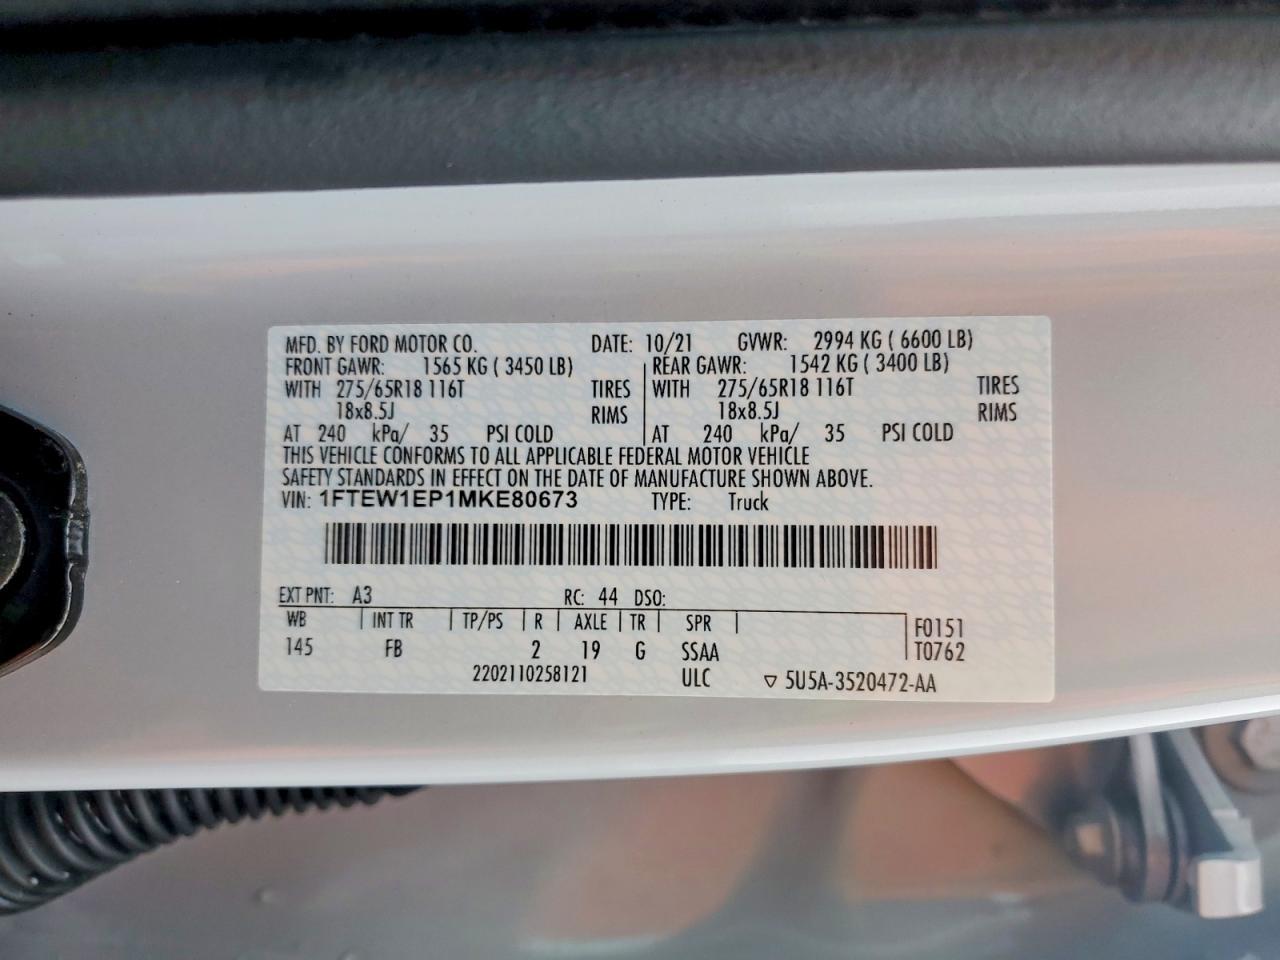 MFD. BY FORD MOTOR CO. DATE: 10/21 GVWR: 2994 KG ( 6600 LB)
FRONT GAWR: 1565 KG ( 3450 LB) REAR GAWR: 1542 KG ( 3400 LB)
WITH 275/65R18 116T TIRES WITH 275/65R18 116T TIRES
18x8.5J RIMS 18x8.5J RIMS
AT 240 kPa/ 35 PSI COLD AT 240 kPa/ 35 PSI COLD
THIS VEHICLE CONFORMS TO ALL APPLICABLE FEDERAL MOTOR VEHICLE
SAFETY STANDARDS IN EFFECT ON THE DATE OF MANUFACTURE SHOWN ABOVE.
VIN: 1FTEW1EP1MKE80673 TYPE: Truck
EXT PNT: A3 RC: 44 DSO:
WB INT TR TP/PS R AXLE TR SPR F0151
145 FB 2 19 G SSAA T0762
2202110258121 ULC ▽ 5U5A-3520472-AA